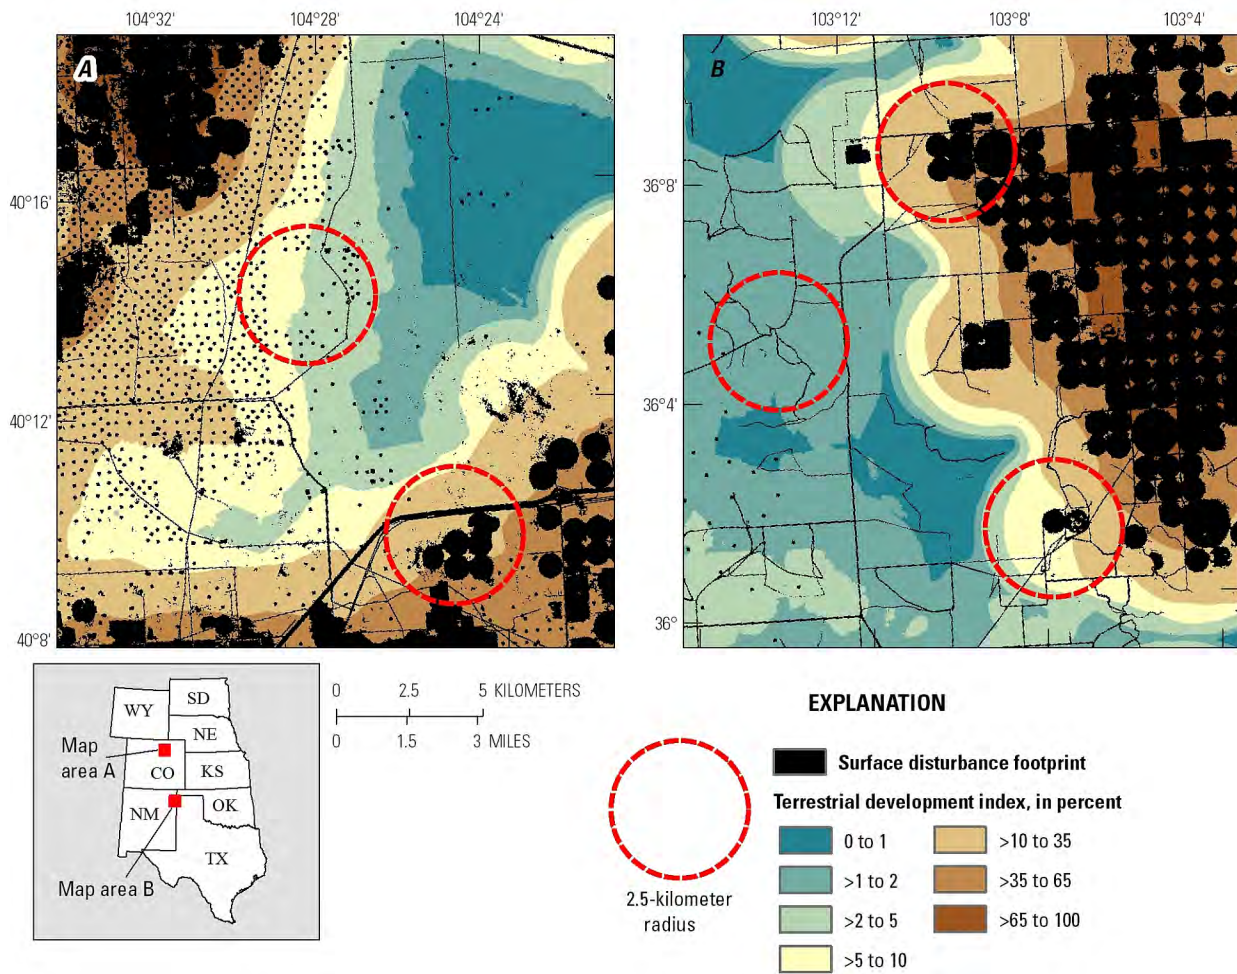 104°32'
104°28'
104°24'
103°12'
103°8'
103°4'
A
B
40°16'
40°12'
40°8'
36°8'
36°4'
36°
WY
SD
NE
CO
KS
NM
OK
TX
Map
area A
Map area B
0 2.5 5 KILOMETERS
0 1.5 3 MILES
2.5-kilometer
radius
EXPLANATION
Surface disturbance footprint
Terrestrial development index, in percent
0 to 1
>1 to 2
>2 to 5
>5 to 10
>10 to 35
>35 to 65
>65 to 100